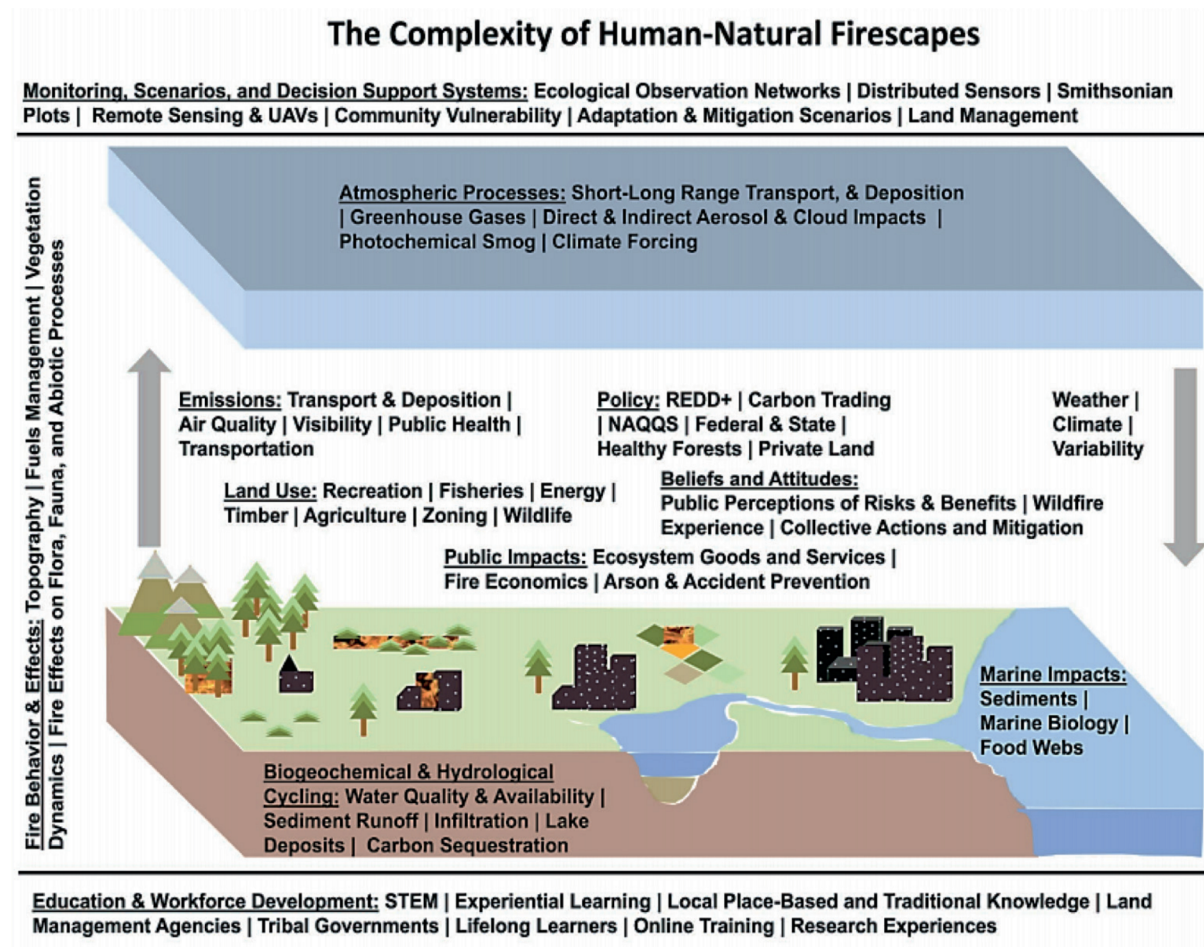 The Complexity of Human-Natural Firescapes
Monitoring, Scenarios, and Decision Support Systems: Ecological Observation Networks | Distributed Sensors | Smithsonian
Plots | Remote Sensing & UAVs | Community Vulnerability | Adaptation & Mitigation Scenarios | Land Management
Fire Behavior & Effects: Topography | Fuels Management | Vegetation
Dynamics | Fire Effects on Flora, Fauna, and Abiotic Processes
Atmospheric Processes: Short-Long Range Transport, & Deposition
| Greenhouse Gases | Direct & Indirect Aerosol & Cloud Impacts |
Photochemical Smog | Climate Forcing
Emissions: Transport & Deposition |
Air Quality | Visibility | Public Health |
Transportation
Policy: REDD+ | Carbon Trading
| NAQQS | Federal & State |
Healthy Forests | Private Land
Weather |
Climate |
Variability
Land Use: Recreation | Fisheries | Energy |
Timber | Agriculture | Zoning | Wildlife
Beliefs and Attitudes:
Public Perceptions of Risks & Benefits | Wildfire
Experience | Collective Actions and Mitigation
Public Impacts: Ecosystem Goods and Services |
Fire Economics | Arson & Accident Prevention
Marine Impacts:
Sediments |
Marine Biology |
Food Webs
Biogeochemical & Hydrological
Cycling: Water Quality & Availability |
Sediment Runoff | Infiltration | Lake
Deposits | Carbon Sequestration
Education & Workforce Development: STEM | Experiential Learning | Local Place-Based and Traditional Knowledge | Land
Management Agencies | Tribal Governments | Lifelong Learners | Online Training | Research Experiences